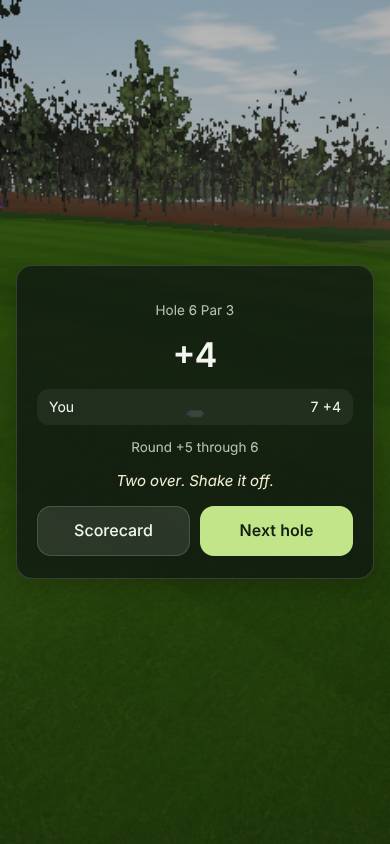 Hole 6 Par 3
+4
You 7 +4
Round +5 through 6
Two over. Shake it off.
Scorecard Next hole